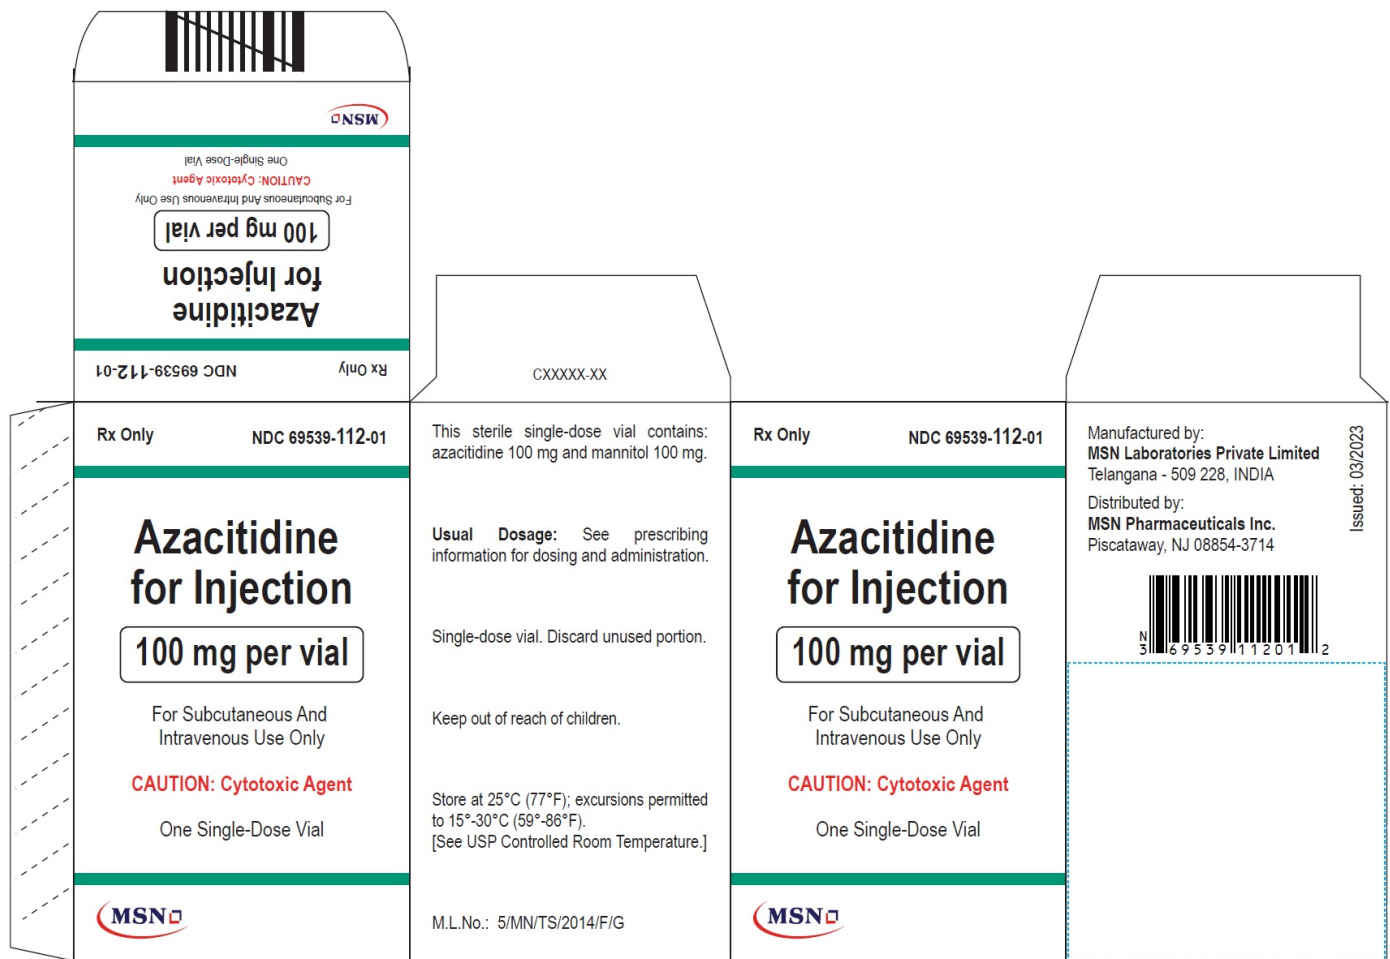 MSN
One Single-Dose Vial
CAUTION: Cytotoxic Agent
For Subcutaneous And Intravenous Use Only
100 mg per vial
Azacitidine
for Injection
Rx Only NDC 69539-112-01
Rx Only NDC 69539-112-01
Azacitidine
for Injection
100 mg per vial
For Subcutaneous And
Intravenous Use Only
CAUTION: Cytotoxic Agent
One Single-Dose Vial
MSN
CXXXXX-XX
This sterile single-dose vial contains:
azacitidine 100 mg and mannitol 100 mg.
Usual Dosage: See prescribing
information for dosing and administration.
Single-dose vial. Discard unused portion.
Keep out of reach of children.
Store at 25°C (77°F); excursions permitted
to 15°-30°C (59°-86°F).
[See USP Controlled Room Temperature.]
M.L.No.: 5/MN/TS/2014/F/G
Rx Only NDC 69539-112-01
Azacitidine
for Injection
100 mg per vial
For Subcutaneous And
Intravenous Use Only
CAUTION: Cytotoxic Agent
One Single-Dose Vial
MSN
Manufactured by:
MSN Laboratories Private Limited
Telangana - 509 228, INDIA
Distributed by:
MSN Pharmaceuticals Inc.
Piscataway, NJ 08854-3714
Issued: 03/2023
N
3 69539 11201 2